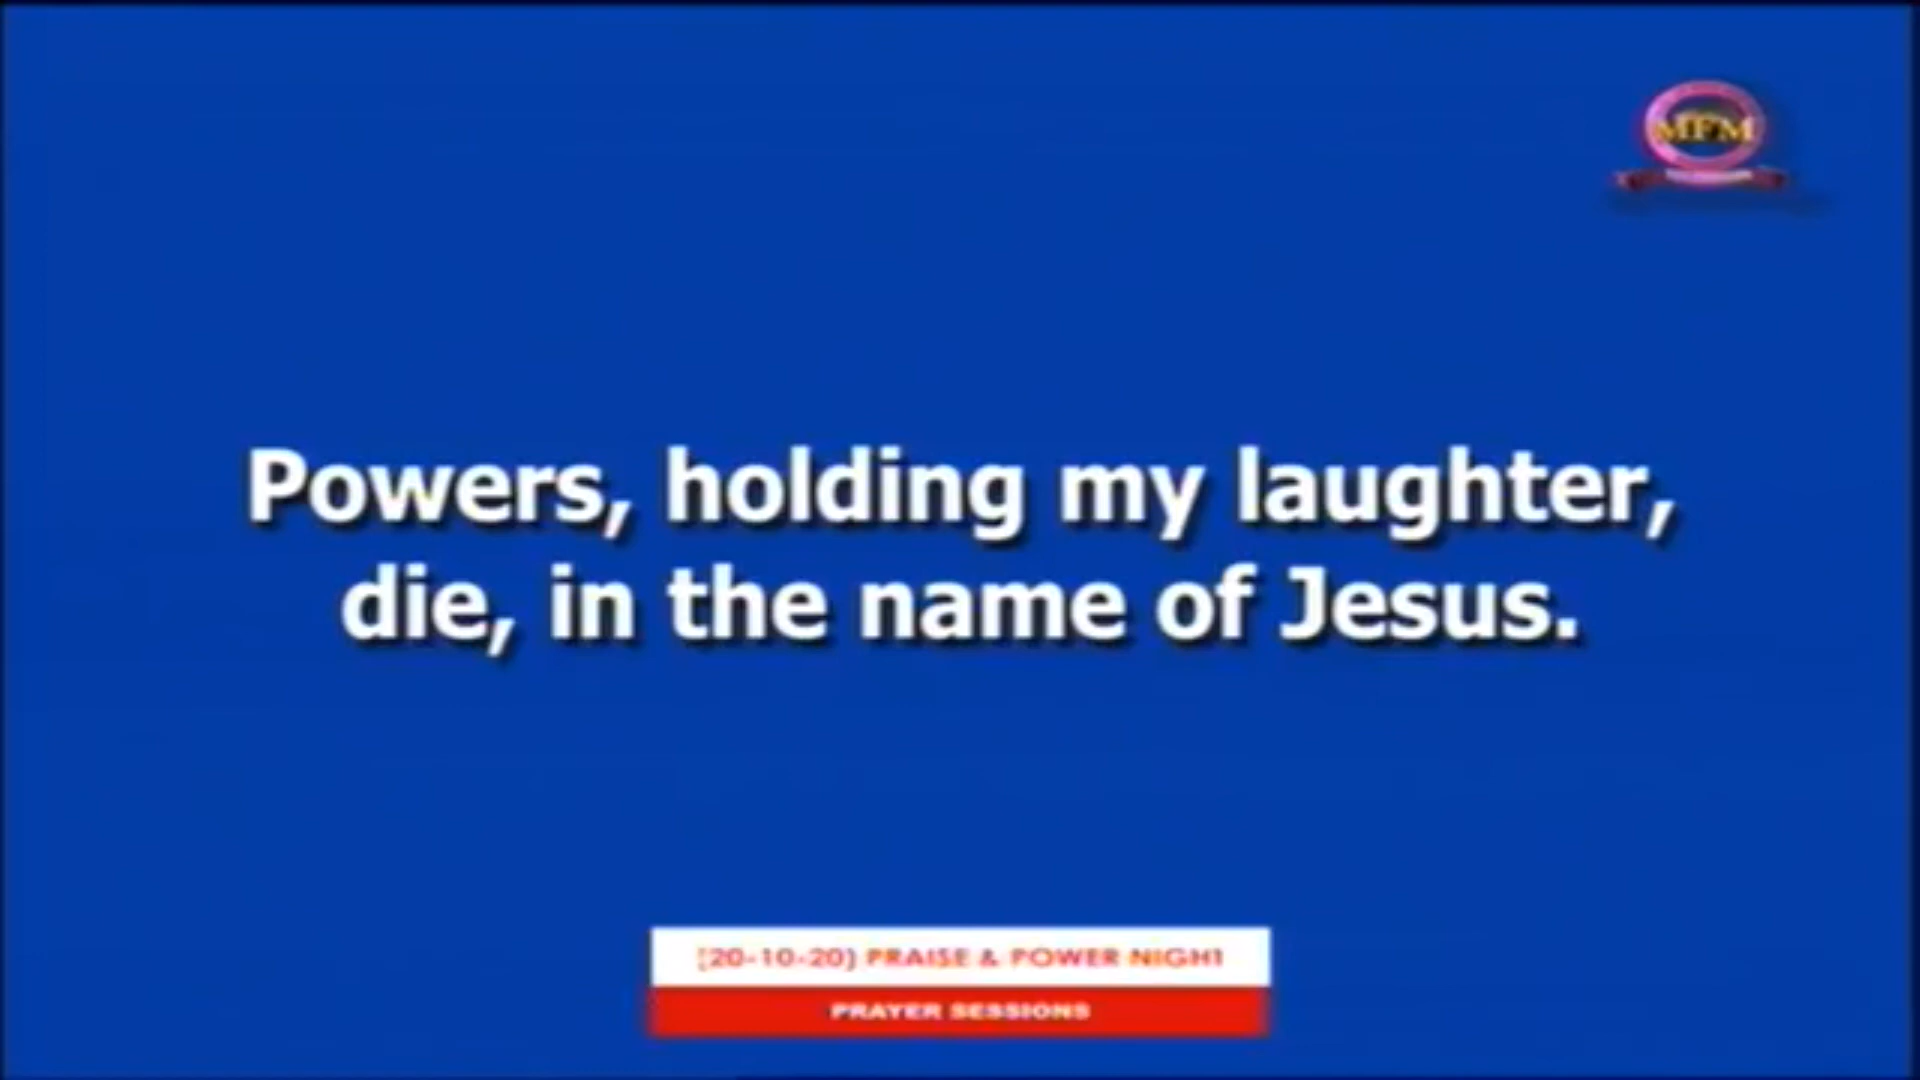 MFM
Powers, holding my laughter,
die, in the name of Jesus.
[20-10-20] PRAISE & POWER NIGHT
PRAYER SESSIONS